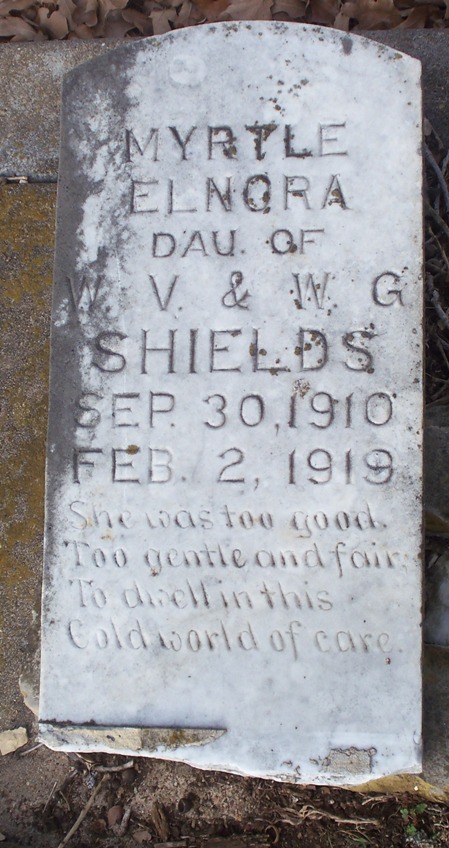 MYRTLE
ELNORA
DAU. OF
W. V. & W. G
SHIELDS
SEP. 30, 1910
FEB. 2, 1919
She was too good.
Too gentle and fair,
To dwell in this
Cold world of care.